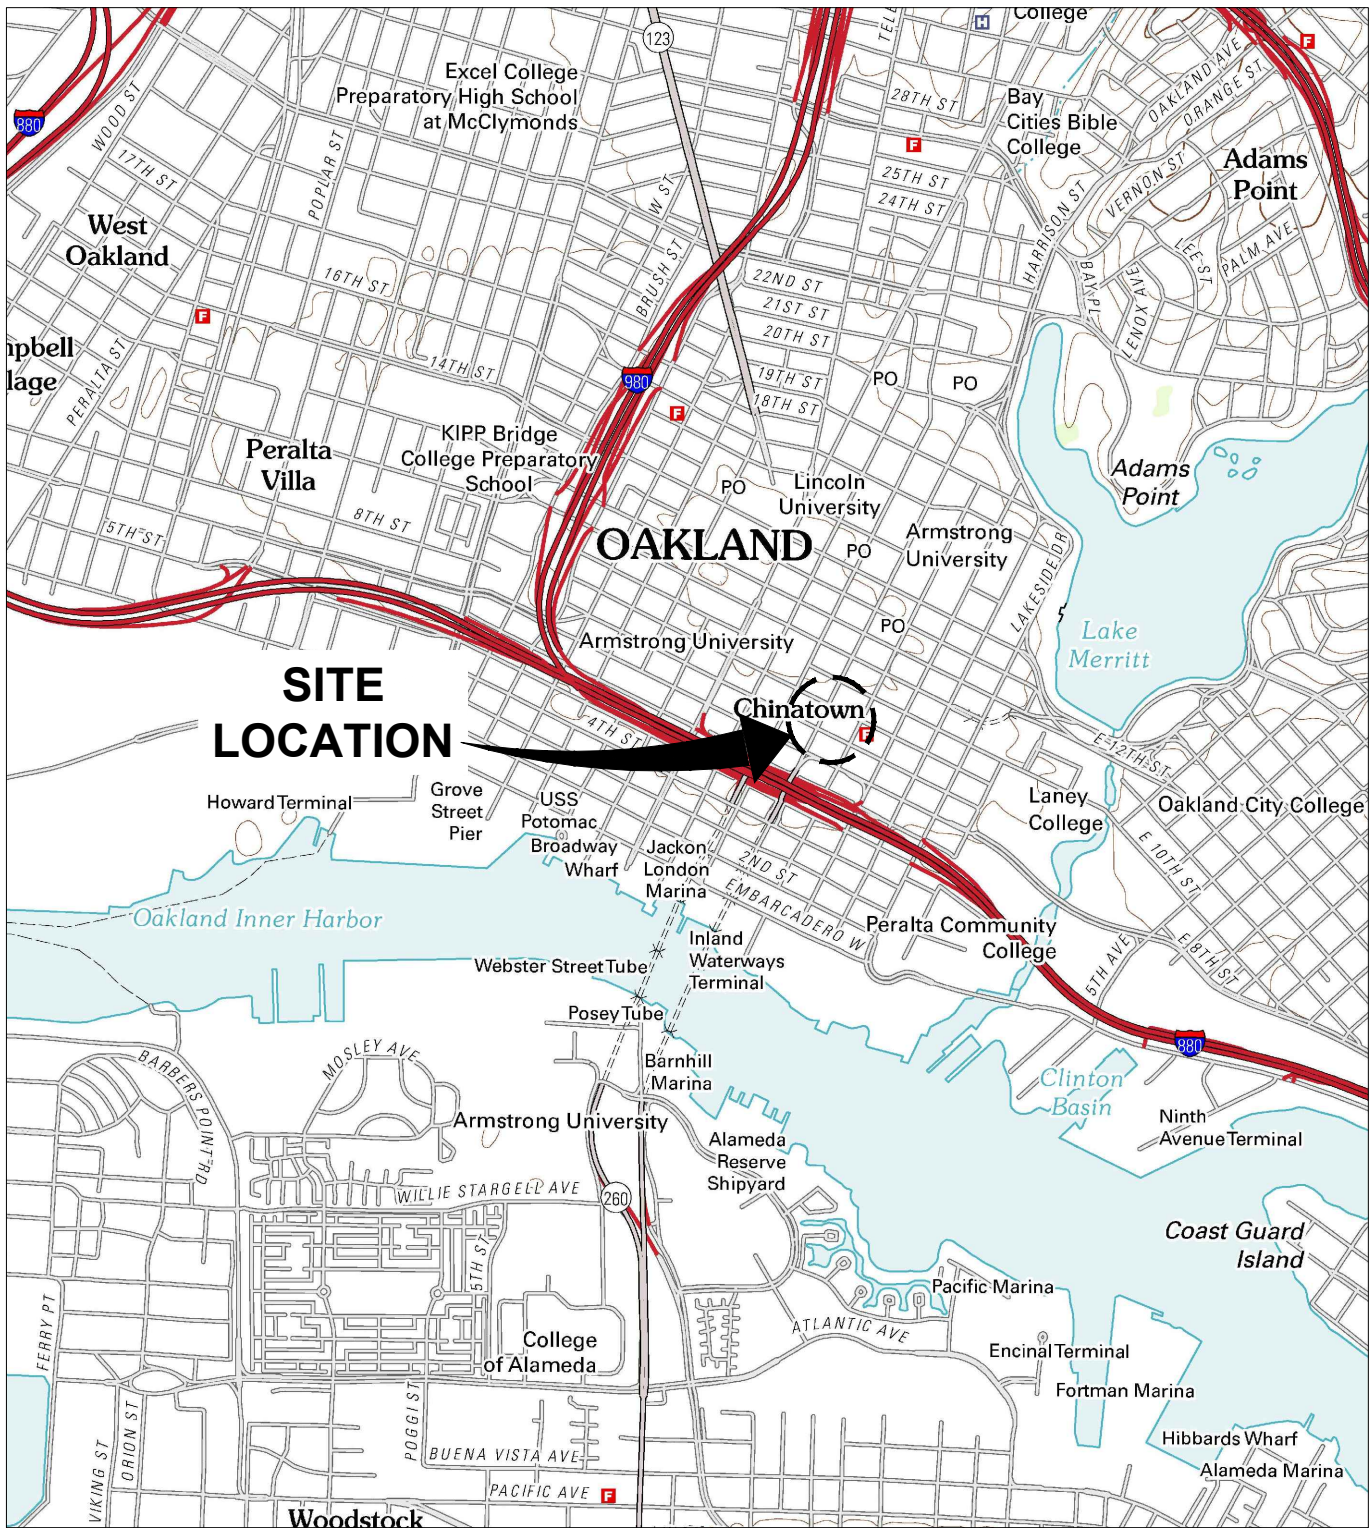 College
123
TELE
H
F
OAKLAND AVE
ORANGE ST
Excel College
Preparatory High School
at McClymonds
28TH ST
Bay
Cities Bible
College
880
WOOD ST
F
17TH ST
POPLAR ST
25TH ST
24TH ST
W ST
VERNON ST
Adams
Point
West
Oakland
HARRISON ST
BRUSH ST
LEE ST
PALM AVE
BAY PL
LENOX AVE
16TH ST
22ND ST
21ST ST
20TH ST
F
mpbell
lage
PERALTA ST
14TH ST
980
19TH ST
18TH ST
PO
PO
F
KIPP Bridge
College Preparatory
School
Peralta
Villa
PO
Lincoln
University
Adams
Point
8TH ST
5TH ST
OAKLAND
PO
Armstrong
University
LAKESIDE DR
PO
Armstrong University
Lake
Merritt
SITE
LOCATION
Chinatown
F
4TH ST
E 12TH ST
Howard Terminal
Grove
Street
Pier
USS
Potomac
Broadway
Wharf
Jackon
London
Marina
Laney
College
Oakland City College
2ND ST
E 10TH ST
EMBARCADERO W
Oakland Inner Harbor
Peralta Community
College
Inland
Waterways
Terminal
E 8TH ST
5TH AVE
Webster Street Tube
Posey Tube
880
Barnhill
Marina
MOSLEY AVE
BARBERS POINT RD
Clinton
Basin
Armstrong University
Ninth
Avenue Terminal
Alameda
Reserve
Shipyard
WILLIE STARGELL AVE
260
Coast Guard
Island
5TH ST
Pacific Marina
FERRY PT
ATLANTIC AVE
College
of Alameda
Encinal Terminal
Fortman Marina
POGGI ST
ORION ST
VIKING ST
BUENA VISTA AVE
Hibbards Wharf
Alameda Marina
PACIFIC AVE
F
Woodstock